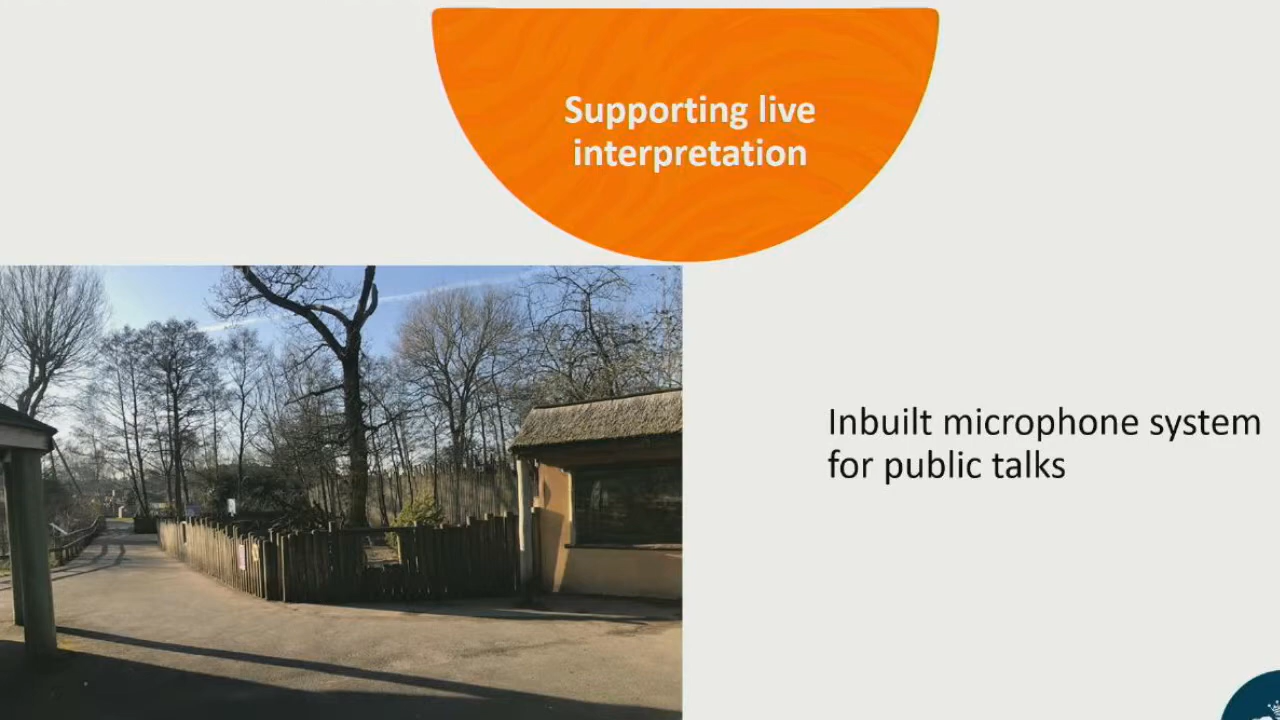 Supporting live
interpretation
Inbuilt microphone system
for public talks